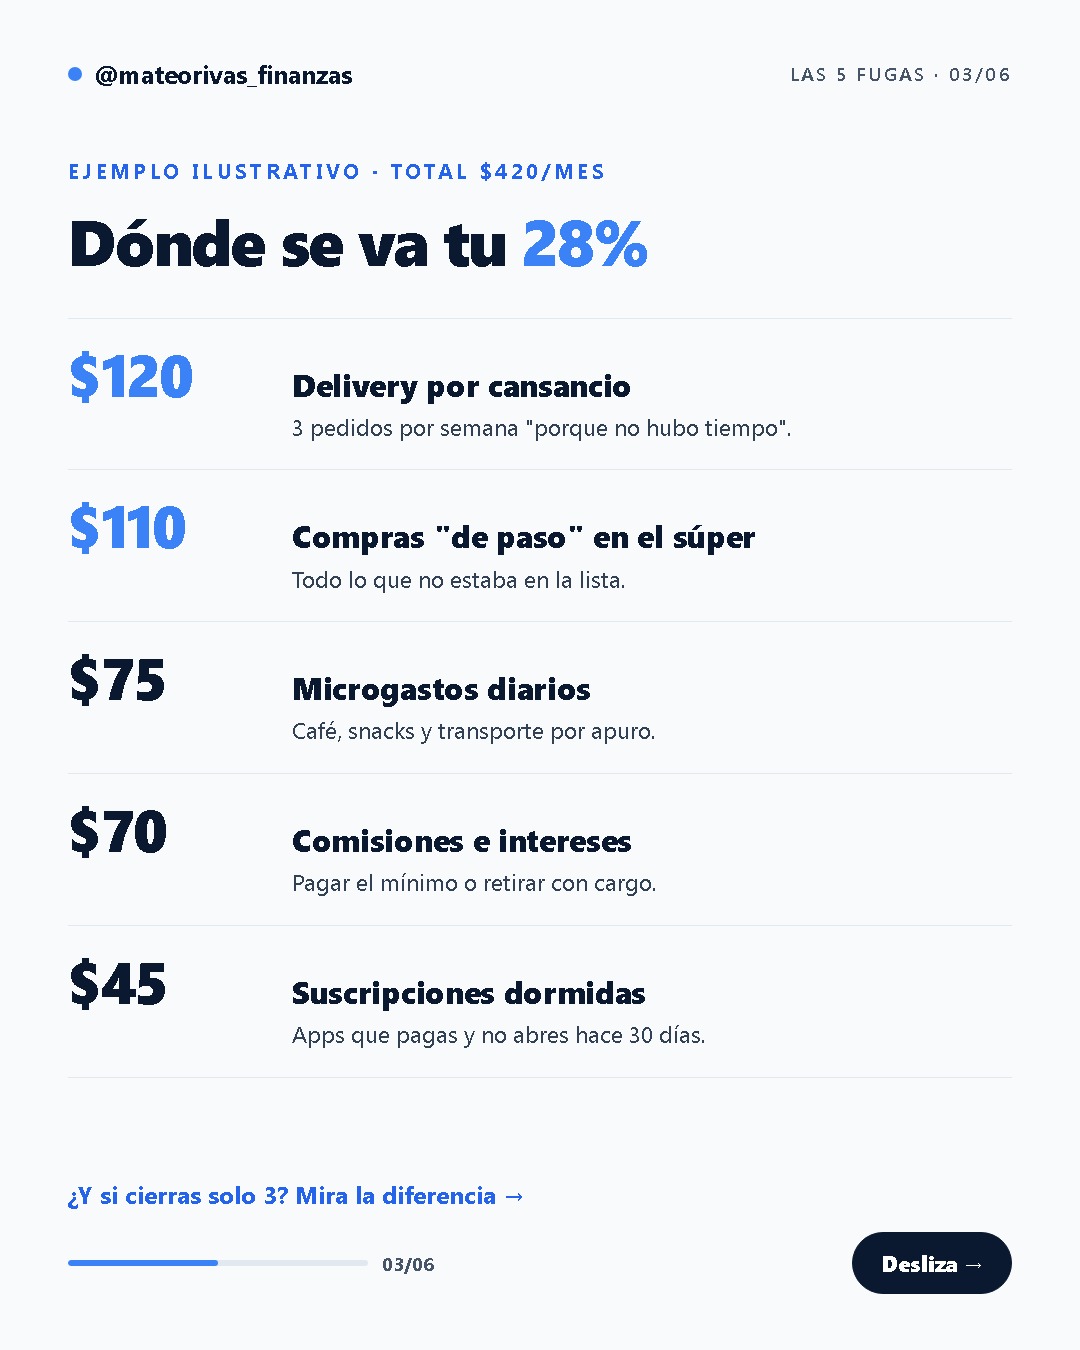 @mateorivas_finanzas
LAS 5 FUGAS · 03/06
EJEMPLO ILUSTRATIVO · TOTAL $420/MES
Dónde se va tu 28%
$120
Delivery por cansancio
3 pedidos por semana "porque no hubo tiempo".
$110
Compras "de paso" en el súper
Todo lo que no estaba en la lista.
$75
Microgastos diarios
Café, snacks y transporte por apuro.
$70
Comisiones e intereses
Pagar el mínimo o retirar con cargo.
$45
Suscripciones dormidas
Apps que pagas y no abres hace 30 días.
¿Y si cierras solo 3? Mira la diferencia →
03/06
Desliza →